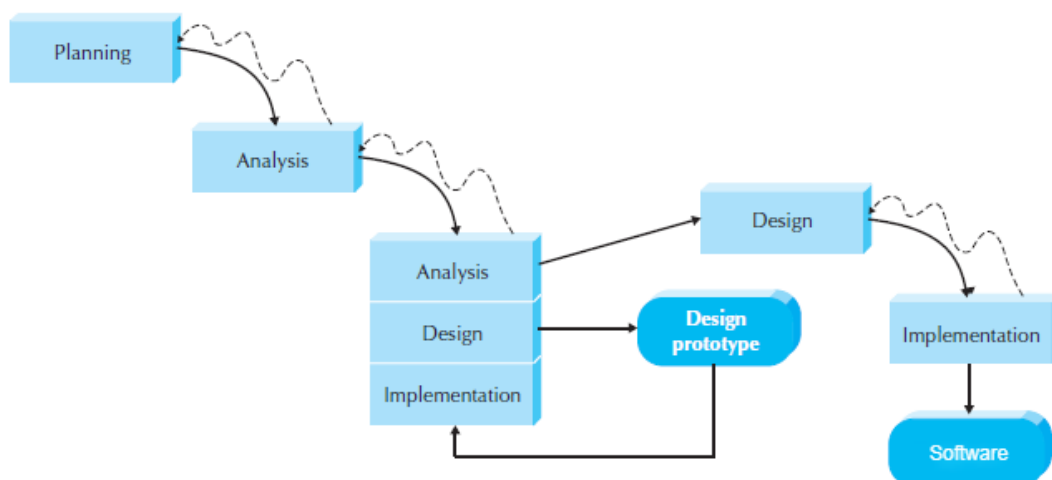 Planning
Analysis
Analysis
Design
Implementation
Design
prototype
Design
Implementation
Software